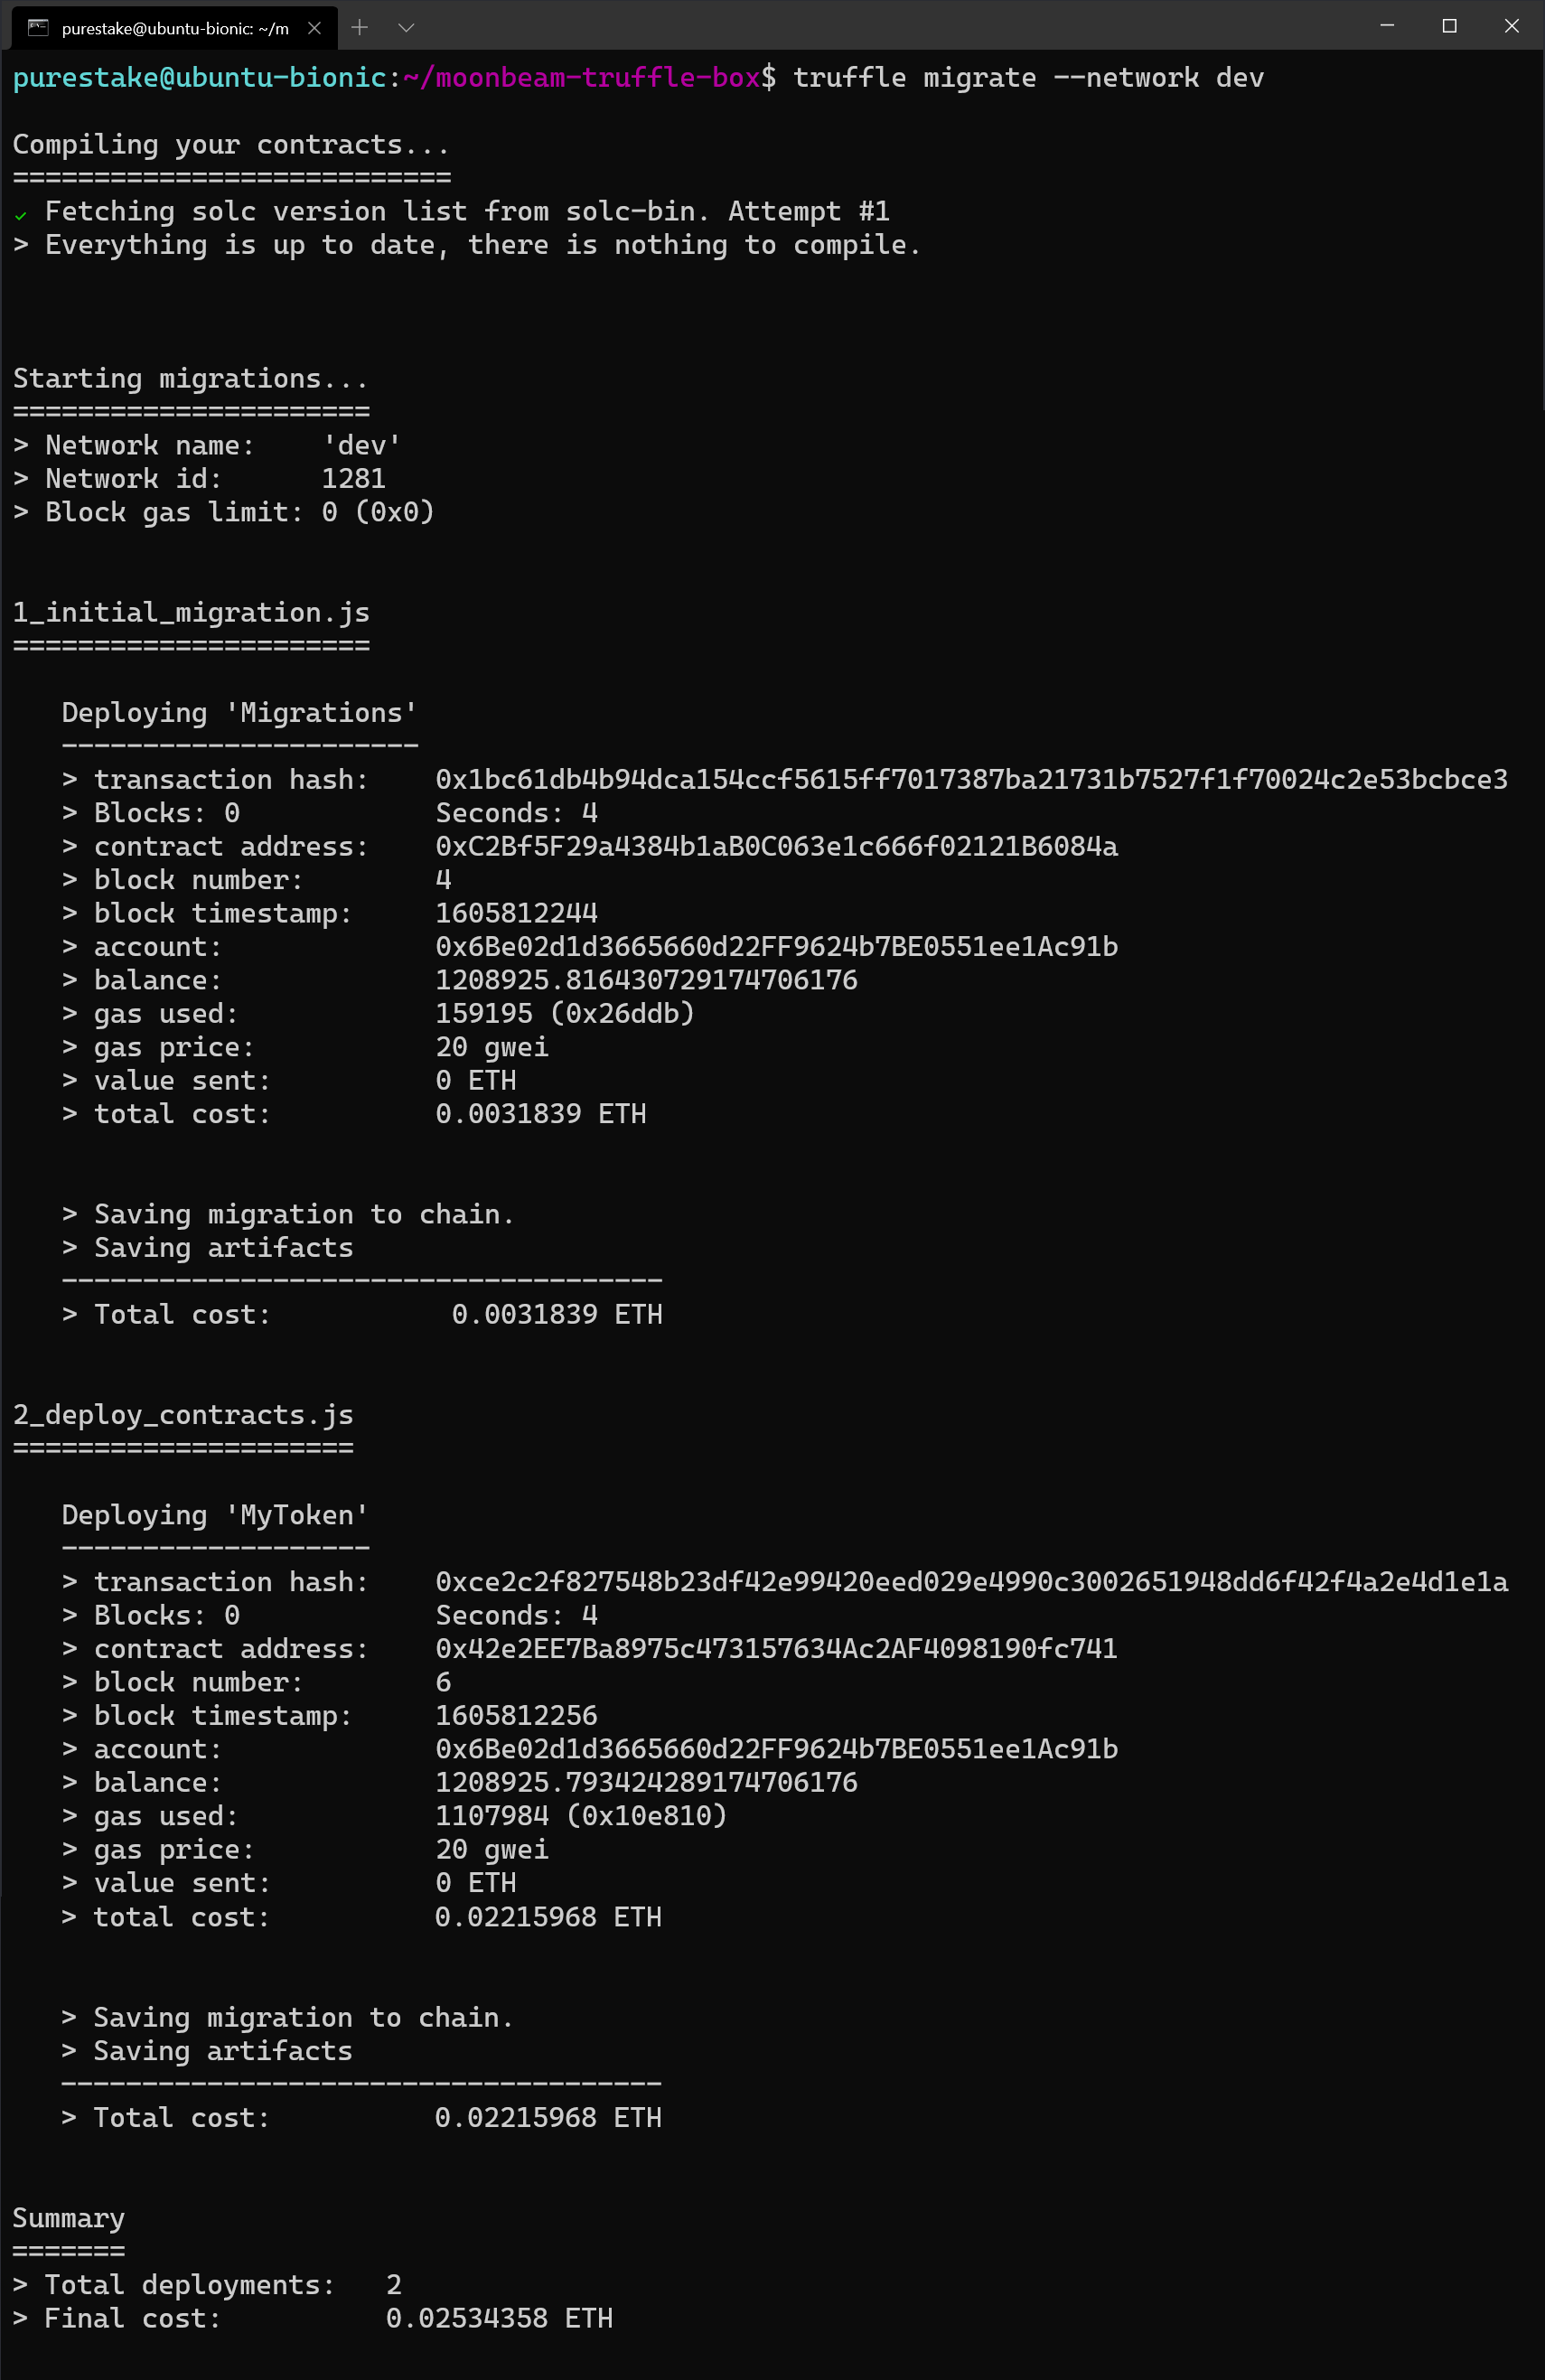 purestake@ubuntu-bionic: ~/m
purestake@ubuntu-bionic:~/moonbeam-truffle-box$ truffle migrate --network dev
Compiling your contracts...
===========================
✓ Fetching solc version list from solc-bin. Attempt #1
> Everything is up to date, there is nothing to compile.
Starting migrations...
======================
> Network name:    'dev'
> Network id:      1281
> Block gas limit: 0 (0x0)
1_initial_migration.js
======================
Deploying 'Migrations'
----------------------
> transaction hash:    0x1bc61db4b94dca154ccf5615ff7017387ba21731b7527f1f70024c2e53bcbce3
> Blocks: 0            Seconds: 4
> contract address:    0xC2Bf5F29a4384b1aB0C063e1c666f02121B6084a
> block number:        4
> block timestamp:     1605812244
> account:             0x6Be02d1d3665660d22FF9624b7BE0551ee1Ac91b
> balance:             1208925.816430729174706176
> gas used:            159195 (0x26ddb)
> gas price:           20 gwei
> value sent:          0 ETH
> total cost:          0.0031839 ETH
> Saving migration to chain.
> Saving artifacts
-------------------------------------
> Total cost:           0.0031839 ETH
2_deploy_contracts.js
=====================
Deploying 'MyToken'
-------------------
> transaction hash:    0xce2c2f827548b23df42e99420eed029e4990c3002651948dd6f42f4a2e4d1e1a
> Blocks: 0            Seconds: 4
> contract address:    0x42e2EE7Ba8975c473157634Ac2AF4098190fc741
> block number:        6
> block timestamp:     1605812256
> account:             0x6Be02d1d3665660d22FF9624b7BE0551ee1Ac91b
> balance:             1208925.793424289174706176
> gas used:            1107984 (0x10e810)
> gas price:           20 gwei
> value sent:          0 ETH
> total cost:          0.02215968 ETH
> Saving migration to chain.
> Saving artifacts
-------------------------------------
> Total cost:          0.02215968 ETH
Summary
=======
> Total deployments:   2
> Final cost:          0.02534358 ETH